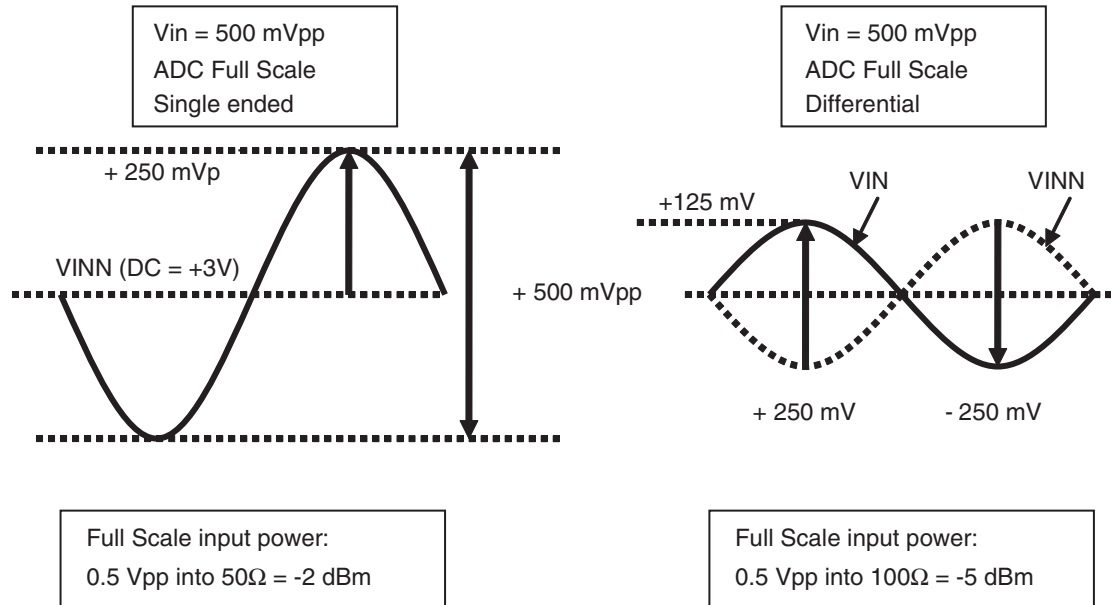 Vin = 500 mVpp
ADC Full Scale
Single ended
+ 250 mVp
VINN (DC = +3V)
+ 500 mVpp
Full Scale input power:
0.5 Vpp into 50Ω = -2 dBm
Vin = 500 mVpp
ADC Full Scale
Differential
+125 mV
VIN
VINN
+ 250 mV
- 250 mV
Full Scale input power:
0.5 Vpp into 100Ω = -5 dBm